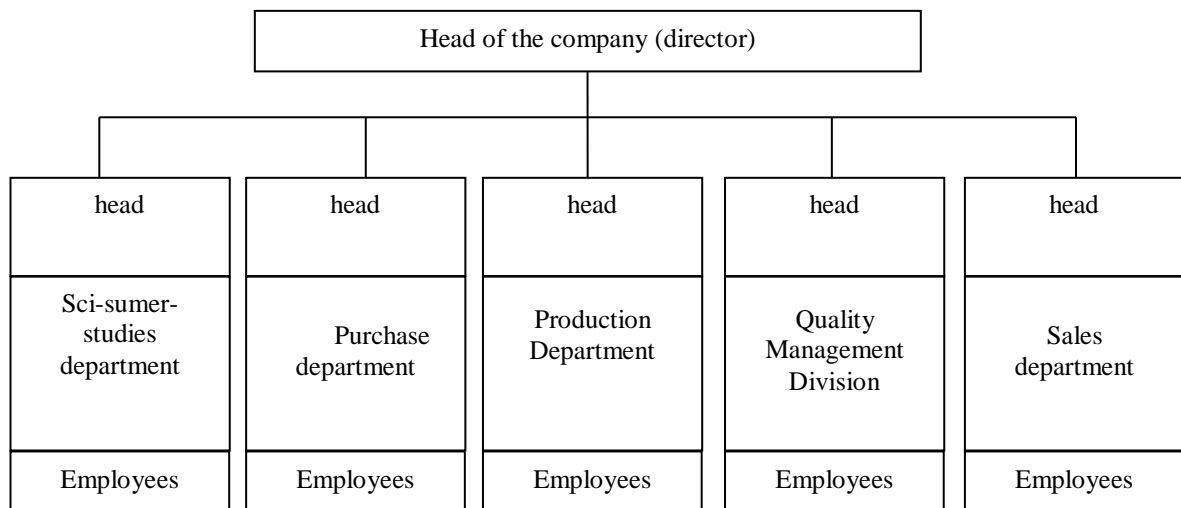 Head of the company (director)
head
head
head
head
head
Sci-sumer-
studies
department
Purchase
department
Production
Department
Quality
Management
Division
Sales
department
Employees
Employees
Employees
Employees
Employees